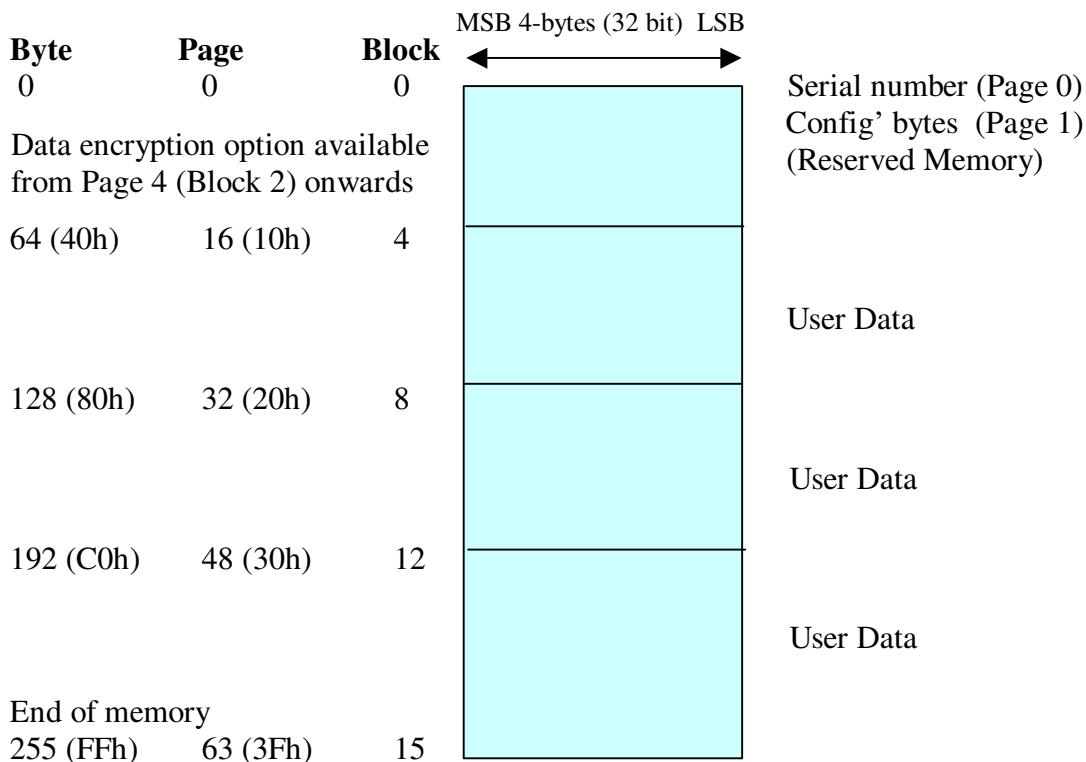 MSB 4-bytes (32 bit) LSB
Byte Page Block
0 0 0
Serial number (Page 0)
Config' bytes (Page 1)
(Reserved Memory)
Data encryption option available
from Page 4 (Block 2) onwards
64 (40h) 16 (10h) 4
User Data
128 (80h) 32 (20h) 8
User Data
192 (C0h) 48 (30h) 12
User Data
End of memory
255 (FFh) 63 (3Fh) 15